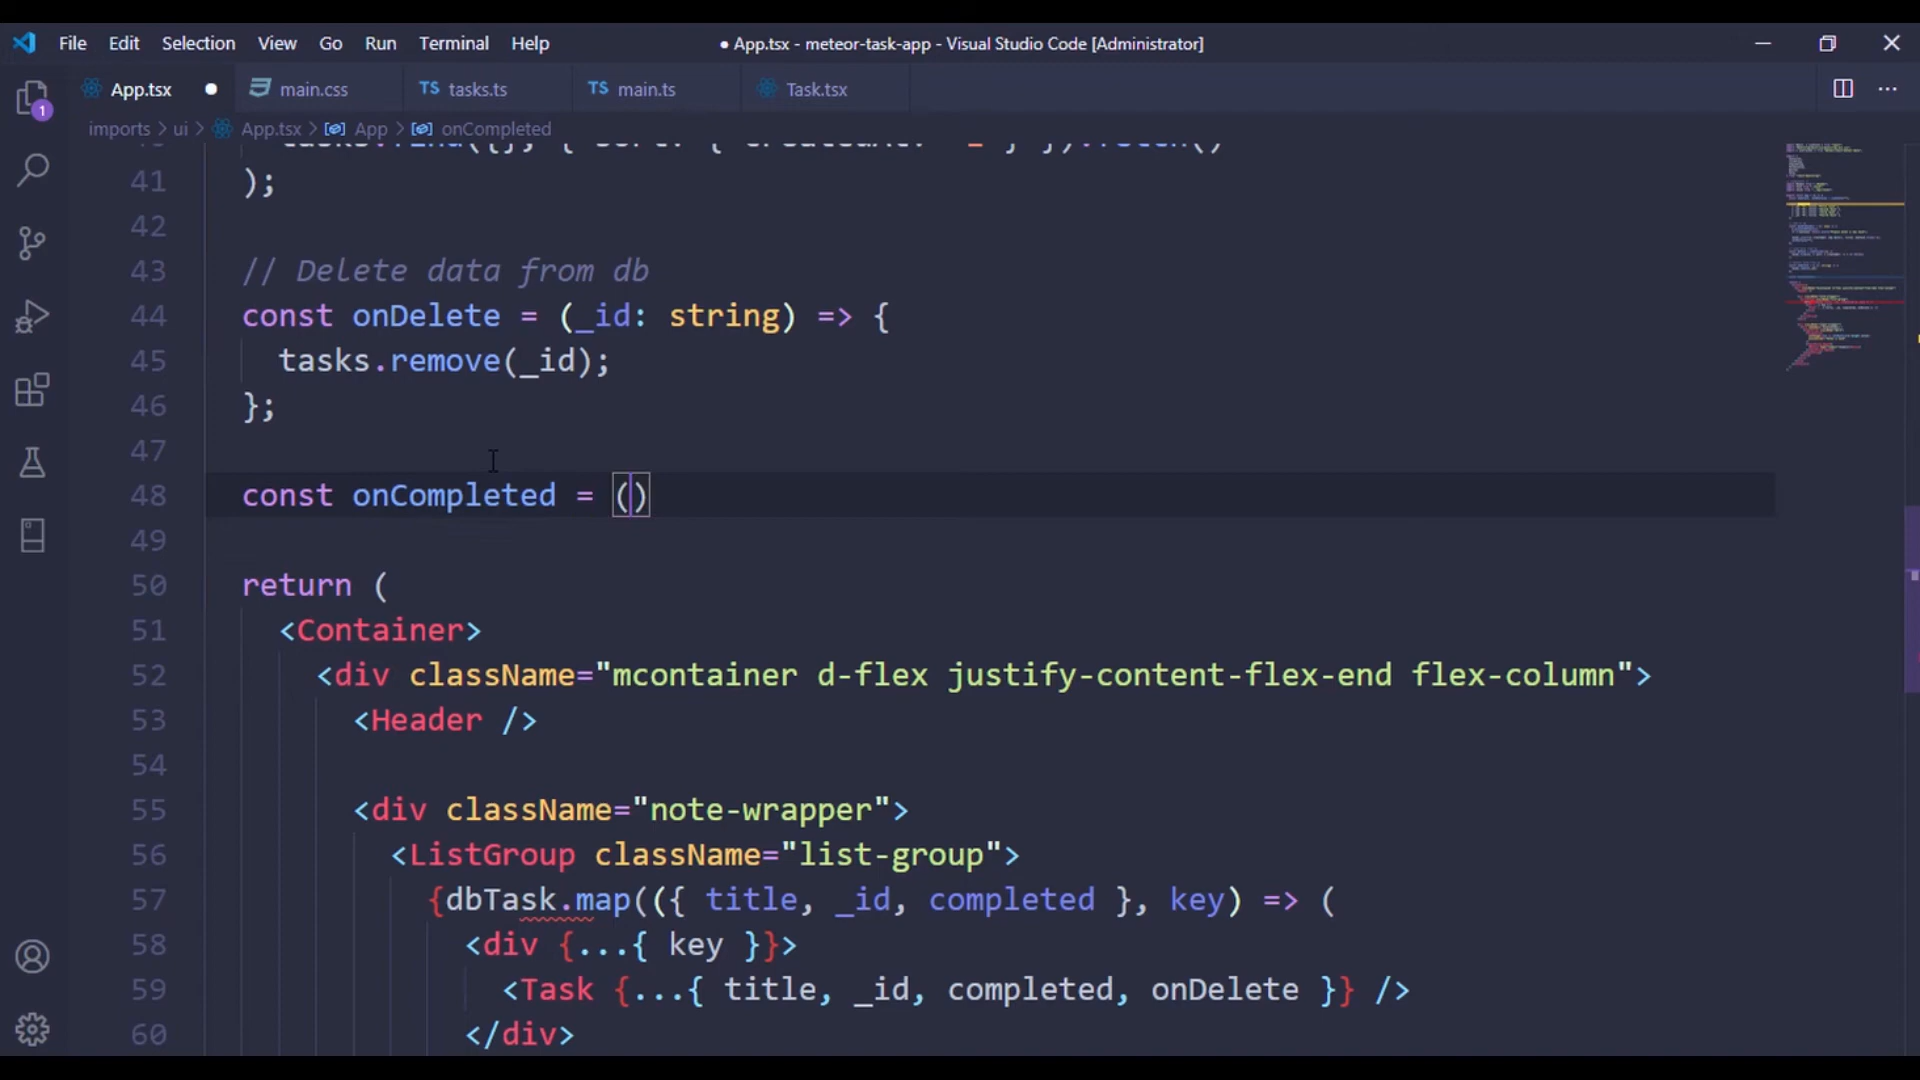 File Edit Selection View Go Run Terminal Help
● App.tsx - meteor-task-app - Visual Studio Code [Administrator]
App.tsx main.css TS tasks.ts TS main.ts Task.tsx
1
imports > ui > App.tsx > App > onCompleted
41 );
42
43 // Delete data from db
44 const onDelete = (_id: string) => {
45 tasks.remove(_id);
46 };
47
48 const onCompleted = ()
49
50 return (
51 <Container>
52 <div className="mcontainer d-flex justify-content-flex-end flex-column">
53 <Header />
54
55 <div className="note-wrapper">
56 <ListGroup className="list-group">
57 {dbTask.map(({ title, _id, completed }, key) => (
58 <div {...{ key }}>
59 <Task {...{ title, _id, completed, onDelete }} />
60 </div>